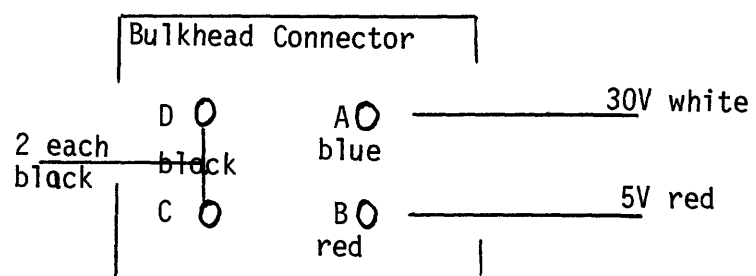 Bulkhead Connector
D
A
30V white
blue
2 each
black
black
C
B
5V red
red